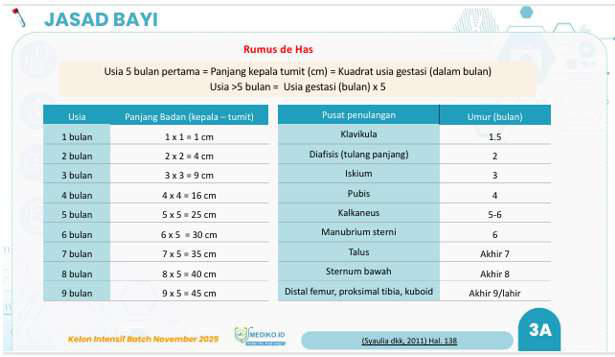 JASAD BAYI
Rumus de Has
Usia 5 bulan pertama = Panjang kepala tumit (cm) = Kuadrat usia gestasi (dalam bulan)
Usia >5 bulan = Usia gestasi (bulan) x 5
Usia Panjang Badan (kepala – tumit)
1 bulan 1 x 1 = 1 cm
2 bulan 2 x 2 = 4 cm
3 bulan 3 x 3 = 9 cm
4 bulan 4 x 4 = 16 cm
5 bulan 5 x 5 = 25 cm
6 bulan 6 x 5 = 30 cm
7 bulan 7 x 5 = 35 cm
8 bulan 8 x 5 = 40 cm
9 bulan 9 x 5 = 45 cm
Pusat penulangan Umur (bulan)
Klavikula 1.5
Diafisis (tulang panjang) 2
Iskium 3
Pubis 4
Kalkaneus 5-6
Manubrium sterni 6
Talus Akhir 7
Sternum bawah Akhir 8
Distal femur, proksimal tibia, kuboid Akhir 9/lahir
Kelon Intensif Batch November 2025
MEDIKO.ID
(Syaulia dkk, 2011) Hal. 138
3A